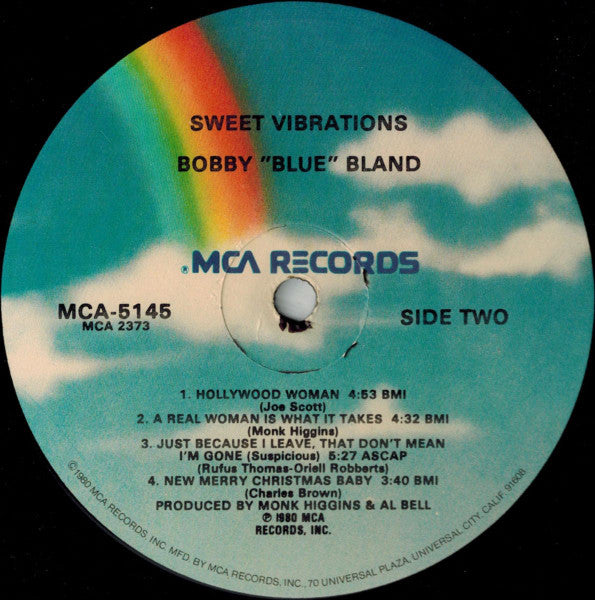 SWEET VIBRATIONS
BOBBY "BLUE" BLAND
® MCA RECORDS
MCA-5145
MCA 2373
SIDE TWO
1. HOLLYWOOD WOMAN 4:53 BMI
(Joe Scott)
2. A REAL WOMAN IS WHAT IT TAKES 4:32 BMI
(Monk Higgins)
3. JUST BECAUSE I LEAVE, THAT DON'T MEAN
I'M GONE (Suspicious) 5:27 ASCAP
(Rufus Thomas-Oriell Robberts)
4. NEW MERRY CHRISTMAS BABY 3:40 BMI
(Charles Brown)
PRODUCED BY MONK HIGGINS & AL BELL
℗ 1980 MCA
RECORDS, INC.
©1980 MCA RECORDS, INC. MFD. BY MCA RECORDS, INC., 70 UNIVERSAL PLAZA, UNIVERSAL CITY, CALIF. 91608